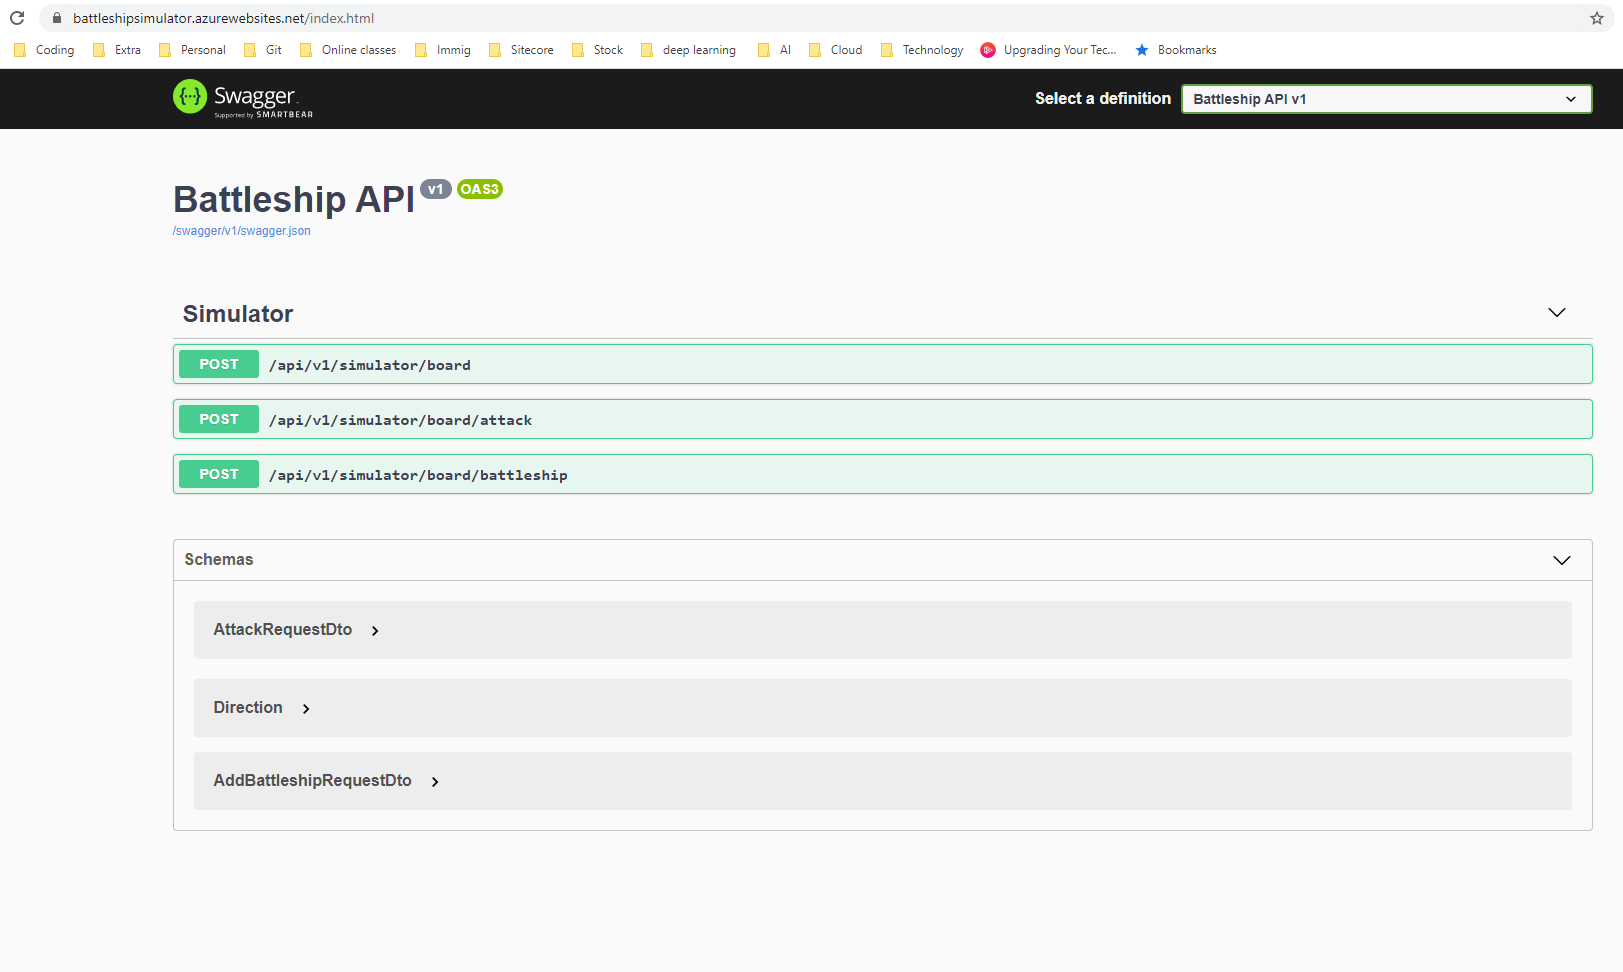 battleshipsimulator.azurewebsites.net/index.html
Coding Extra Personal Git Online classes Immig Sitecore Stock deep learning AI Cloud Technology Upgrading Your Tec... Bookmarks
Swagger
Supported by SMARTBEAR
Select a definition
Battleship API v1
Battleship API v1 OAS3
/swagger/v1/swagger.json
Simulator
POST /api/v1/simulator/board
POST /api/v1/simulator/board/attack
POST /api/v1/simulator/board/battleship
Schemas
AttackRequestDto
Direction
AddBattleshipRequestDto